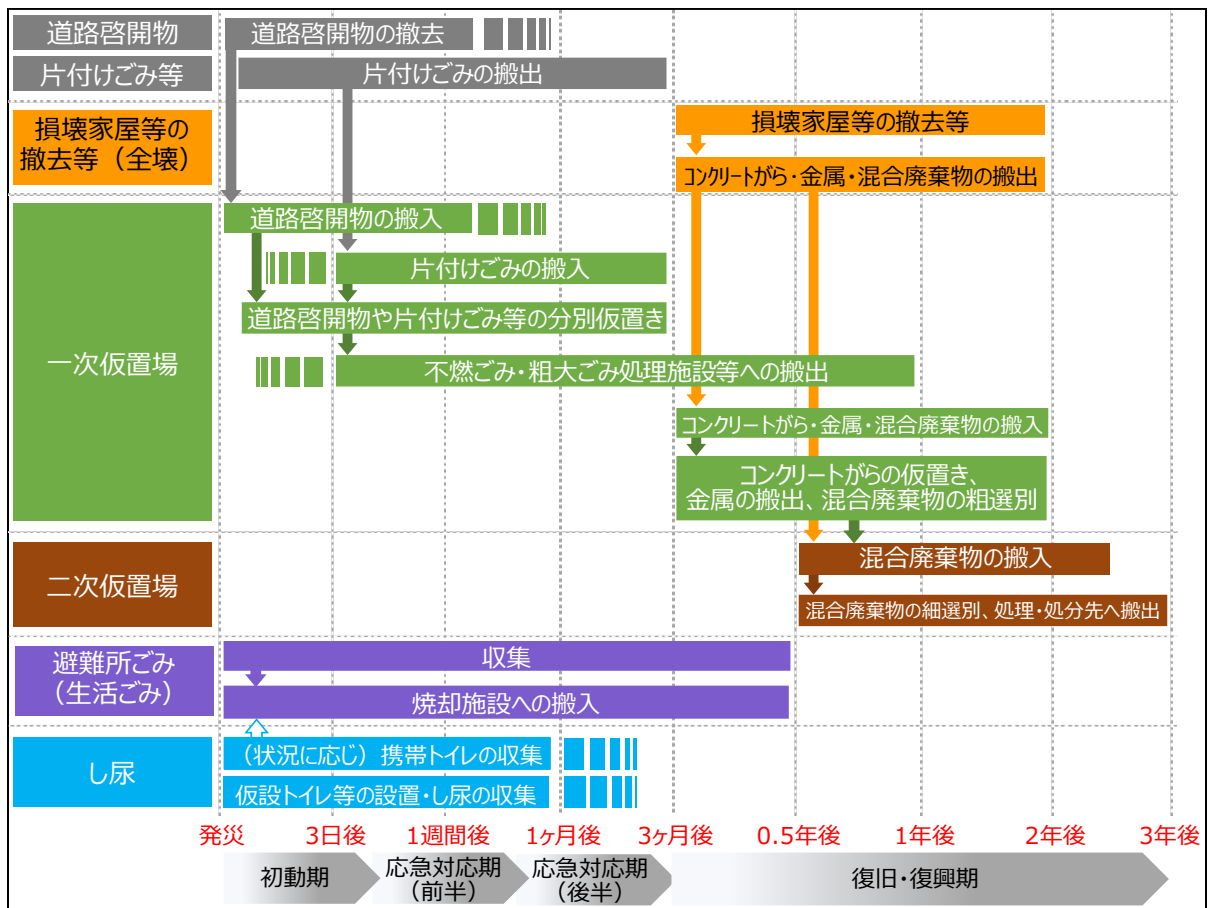 道路啓開物
道路啓開物の撤去
片付けごみ等
片付けごみの搬出
損壊家屋等の
撤去等（全壊）
損壊家屋等の撤去等
コンクリートがら・金属・混合廃棄物の搬出
一次仮置場
道路啓開物の搬入
片付けごみの搬入
道路啓開物や片付けごみ等の分別仮置き
不燃ごみ・粗大ごみ処理施設等への搬出
コンクリートがら・金属・混合廃棄物の搬入
コンクリートがらの仮置き、
金属の搬出、混合廃棄物の粗選別
二次仮置場
混合廃棄物の搬入
混合廃棄物の細選別、処理・処分先へ搬出
避難所ごみ
（生活ごみ）
収集
焼却施設への搬入
し尿
（状況に応じ）携帯トイレの収集
仮設トイレ等の設置・し尿の収集
発災
3日後
1週間後
1ヶ月後
3ヶ月後
0.5年後
1年後
2年後
3年後
初動期
応急対応期
（前半）
応急対応期
（後半）
復旧・復興期